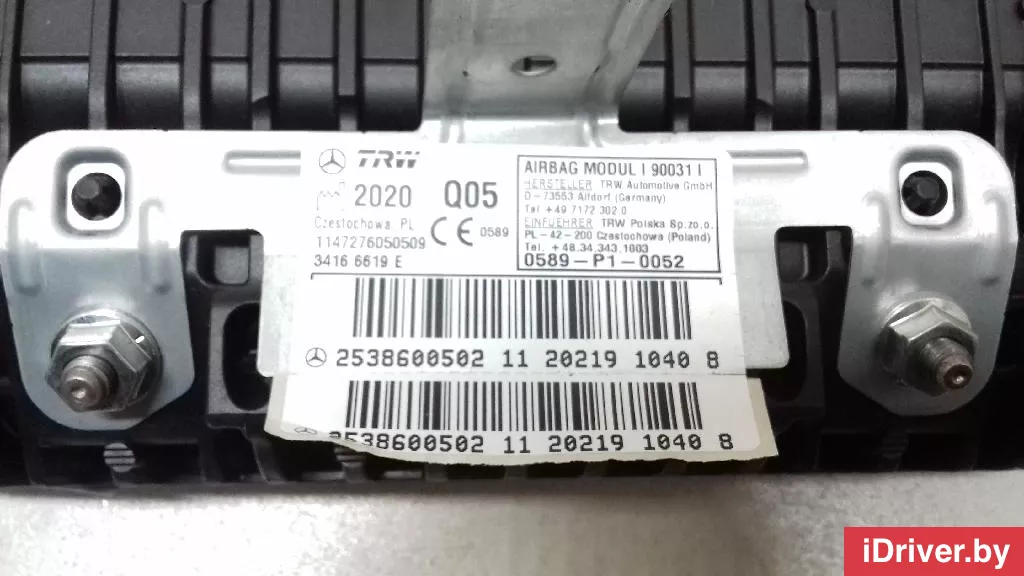 TRW
2020 Q05
Czestochowa PL
1147276050509
3416 6619 E
CE 0589
AIRBAG MODUL I 90031 I
HERSTELLER TRW Automotive GmbH
D-73553 Alfdorf (Germany)
Tel +49 7172 302.0
EINFUEHRER TRW Polska Sp.zo.o.
PL-42-200 Czastochowa (Poland)
Tel. +48.34.343.1003
0589-P1-0052
2538600502 11 20219 1040 8
2538600502 11 20219 1040 8
iDriver.by